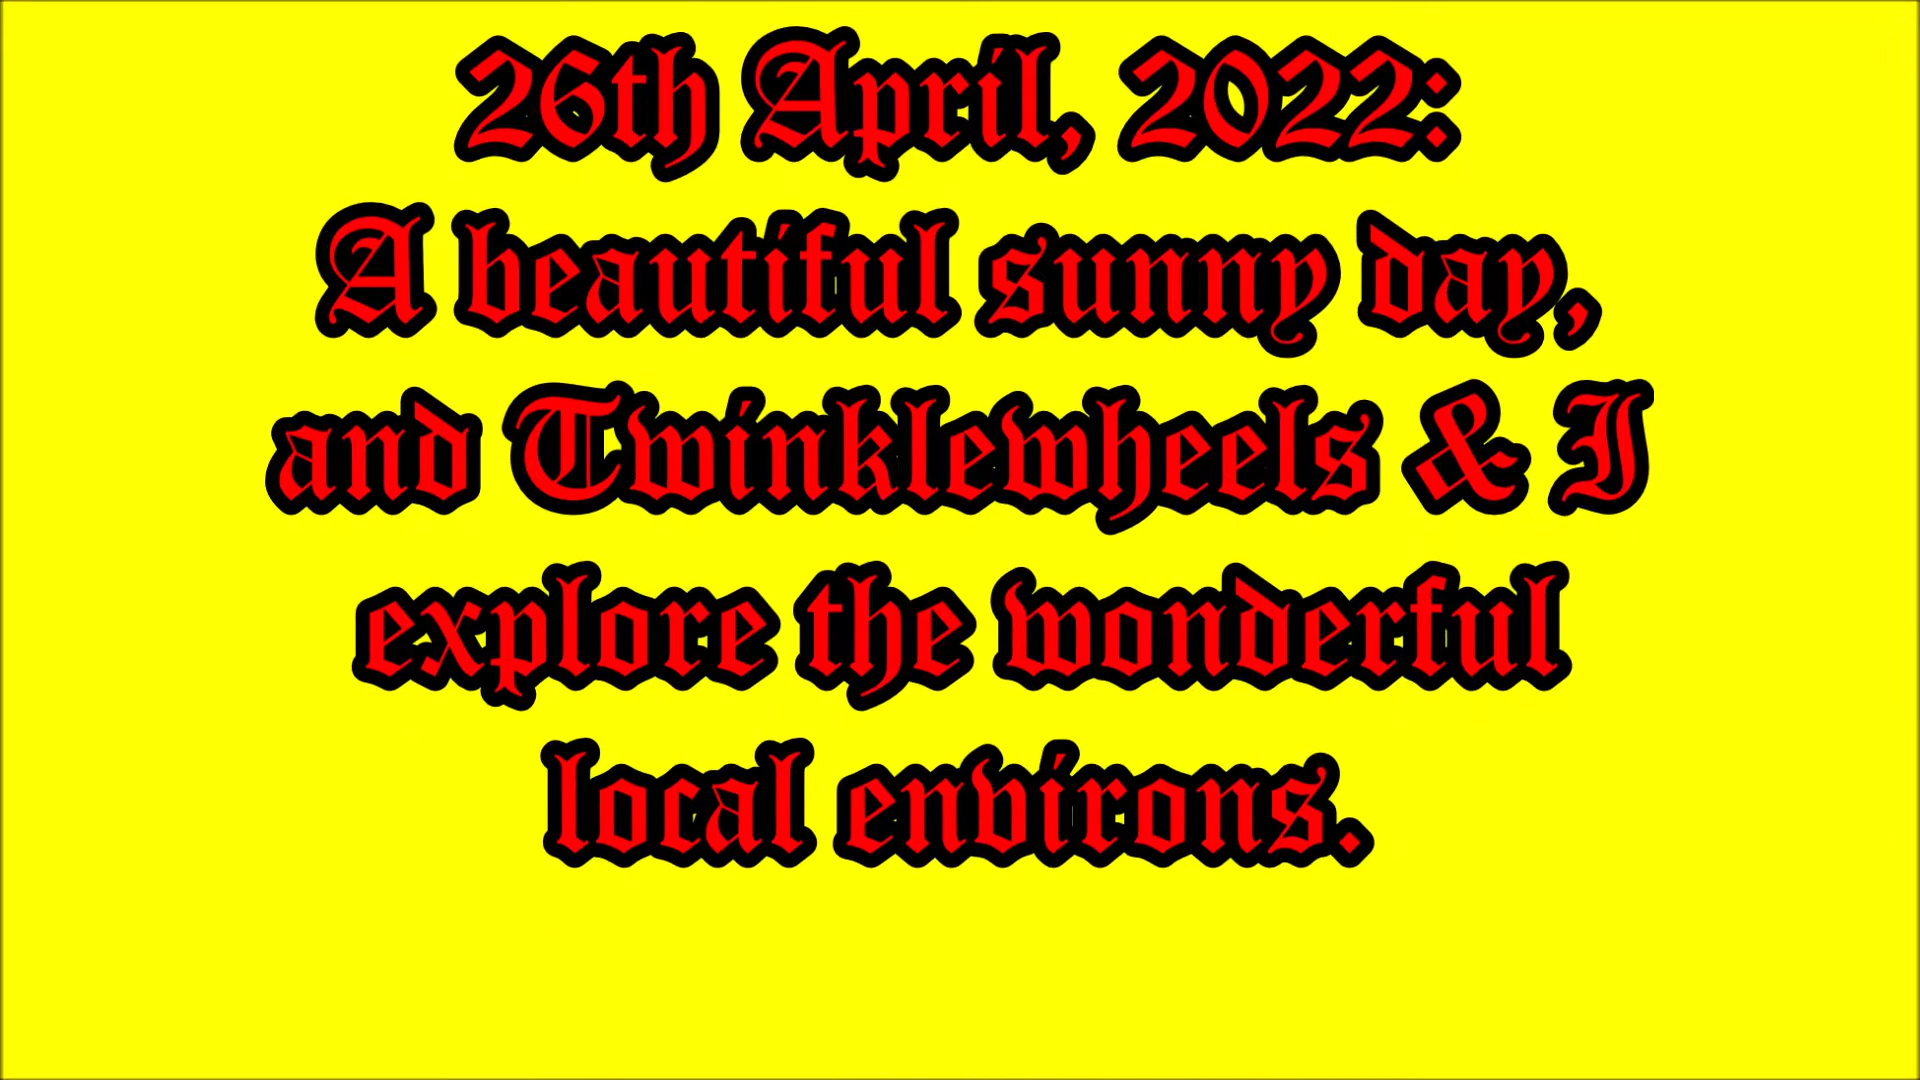 26th April, 2022:
A beautiful sunny day,
and Twinklewheels & I
explore the wonderful
local environs.